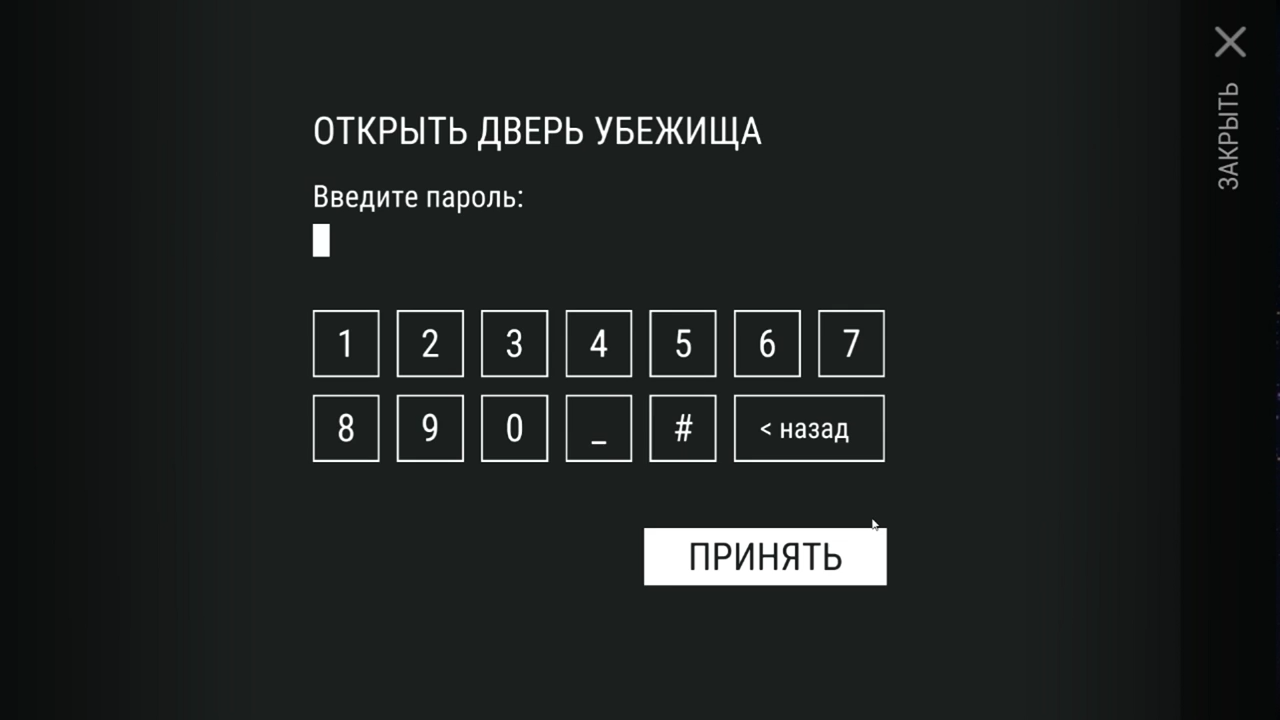 ОТКРЫТЬ ДВЕРЬ УБЕЖИЩА
Введите пароль:
1 2 3 4 5 6 7
8 9 0 _ # < назад
ПРИНЯТЬ
ЗАКРЫТЬ